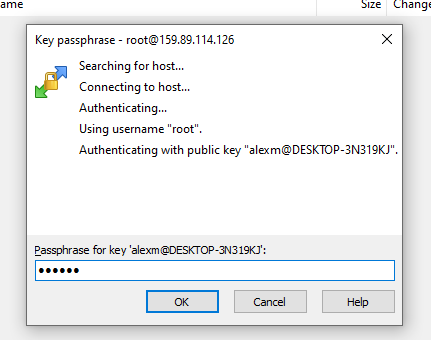 ame Size Change
Key passphrase - root@159.89.114.126
Searching for host...
Connecting to host...
Authenticating...
Using username "root".
Authenticating with public key "alexm@DESKTOP-3N319KJ".
Passphrase for key 'alexm@DESKTOP-3N319KJ':
••••••
OK Cancel Help